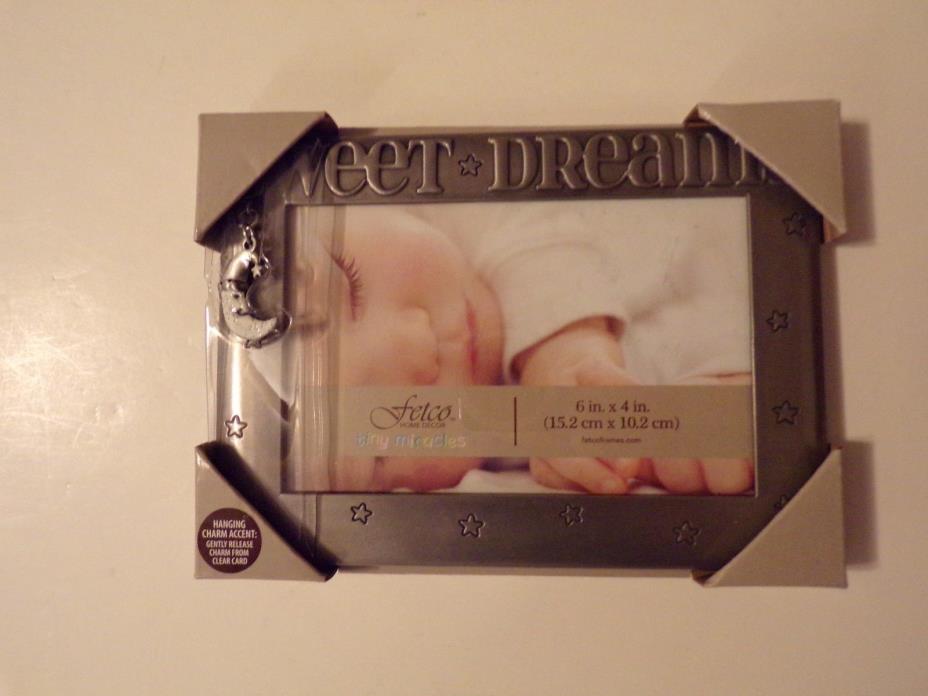 WEET ☆ DREAM
Fetco
HOME DECOR
tiny miracles
6 in. x 4 in.
(15.2 cm x 10.2 cm)
fetcoframes.com
HANGING
CHARM ACCENT:
GENTLY RELEASE
CHARM FROM
CLEAR CARD